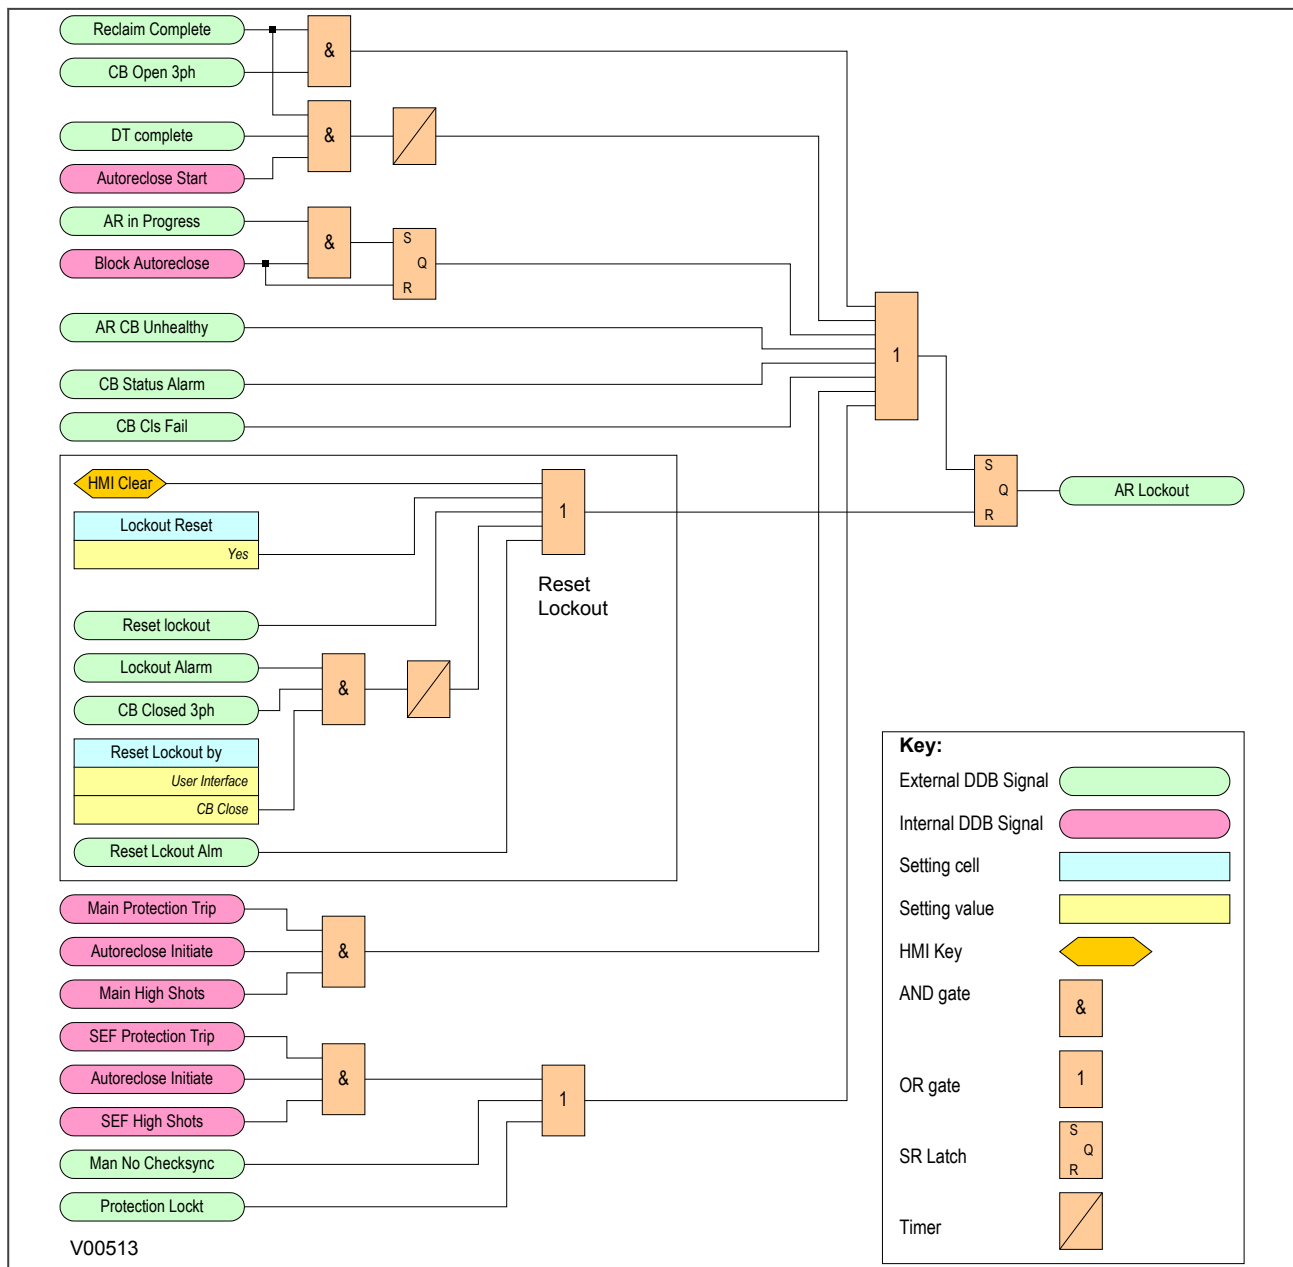 Reclaim Complete
&
CB Open 3ph
DT complete
&
Autoreclose Start
AR in Progress
&
S
Q
R
Block Autoreclose
AR CB Unhealthy
1
CB Status Alarm
CB Cls Fail
HMI Clear
1
Lockout Reset
Yes
S
Q
R
AR Lockout
Reset
Lockout
Reset lockout
Lockout Alarm
&
CB Closed 3ph
Reset Lockout by
User Interface
CB Close
Reset Lckout Alm
Main Protection Trip
Autoreclose Initiate
&
Main High Shots
SEF Protection Trip
Autoreclose Initiate
&
SEF High Shots
1
Man No Checksync
Protection Lockt
Key:
External DDB Signal
Internal DDB Signal
Setting cell
Setting value
HMI Key
AND gate
&
OR gate
1
SR Latch
S
Q
R
Timer
V00513